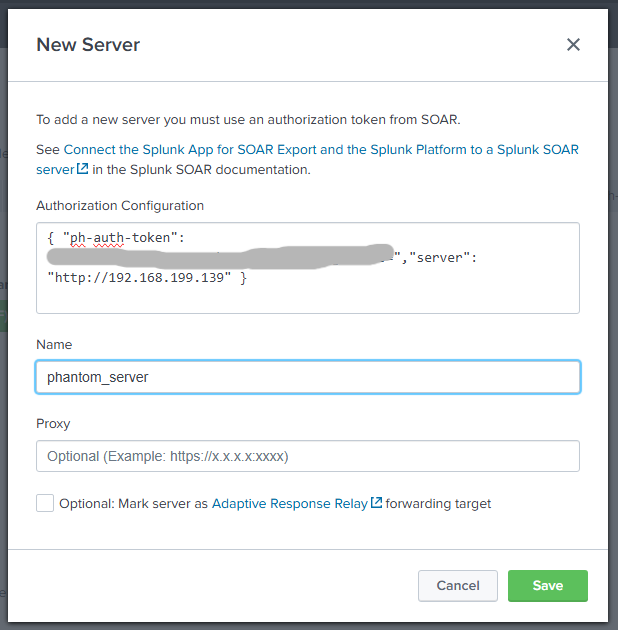 New Server
To add a new server you must use an authorization token from SOAR.
See Connect the Splunk App for SOAR Export and the Splunk Platform to a Splunk SOAR
server in the Splunk SOAR documentation.
Authorization Configuration
{ "ph-auth-token":
=","server":
"http://192.168.199.139" }
Name
phantom_server
Proxy
Optional (Example: https://x.x.x.x:xxxx)
Optional: Mark server as Adaptive Response Relay forwarding target
Cancel
Save